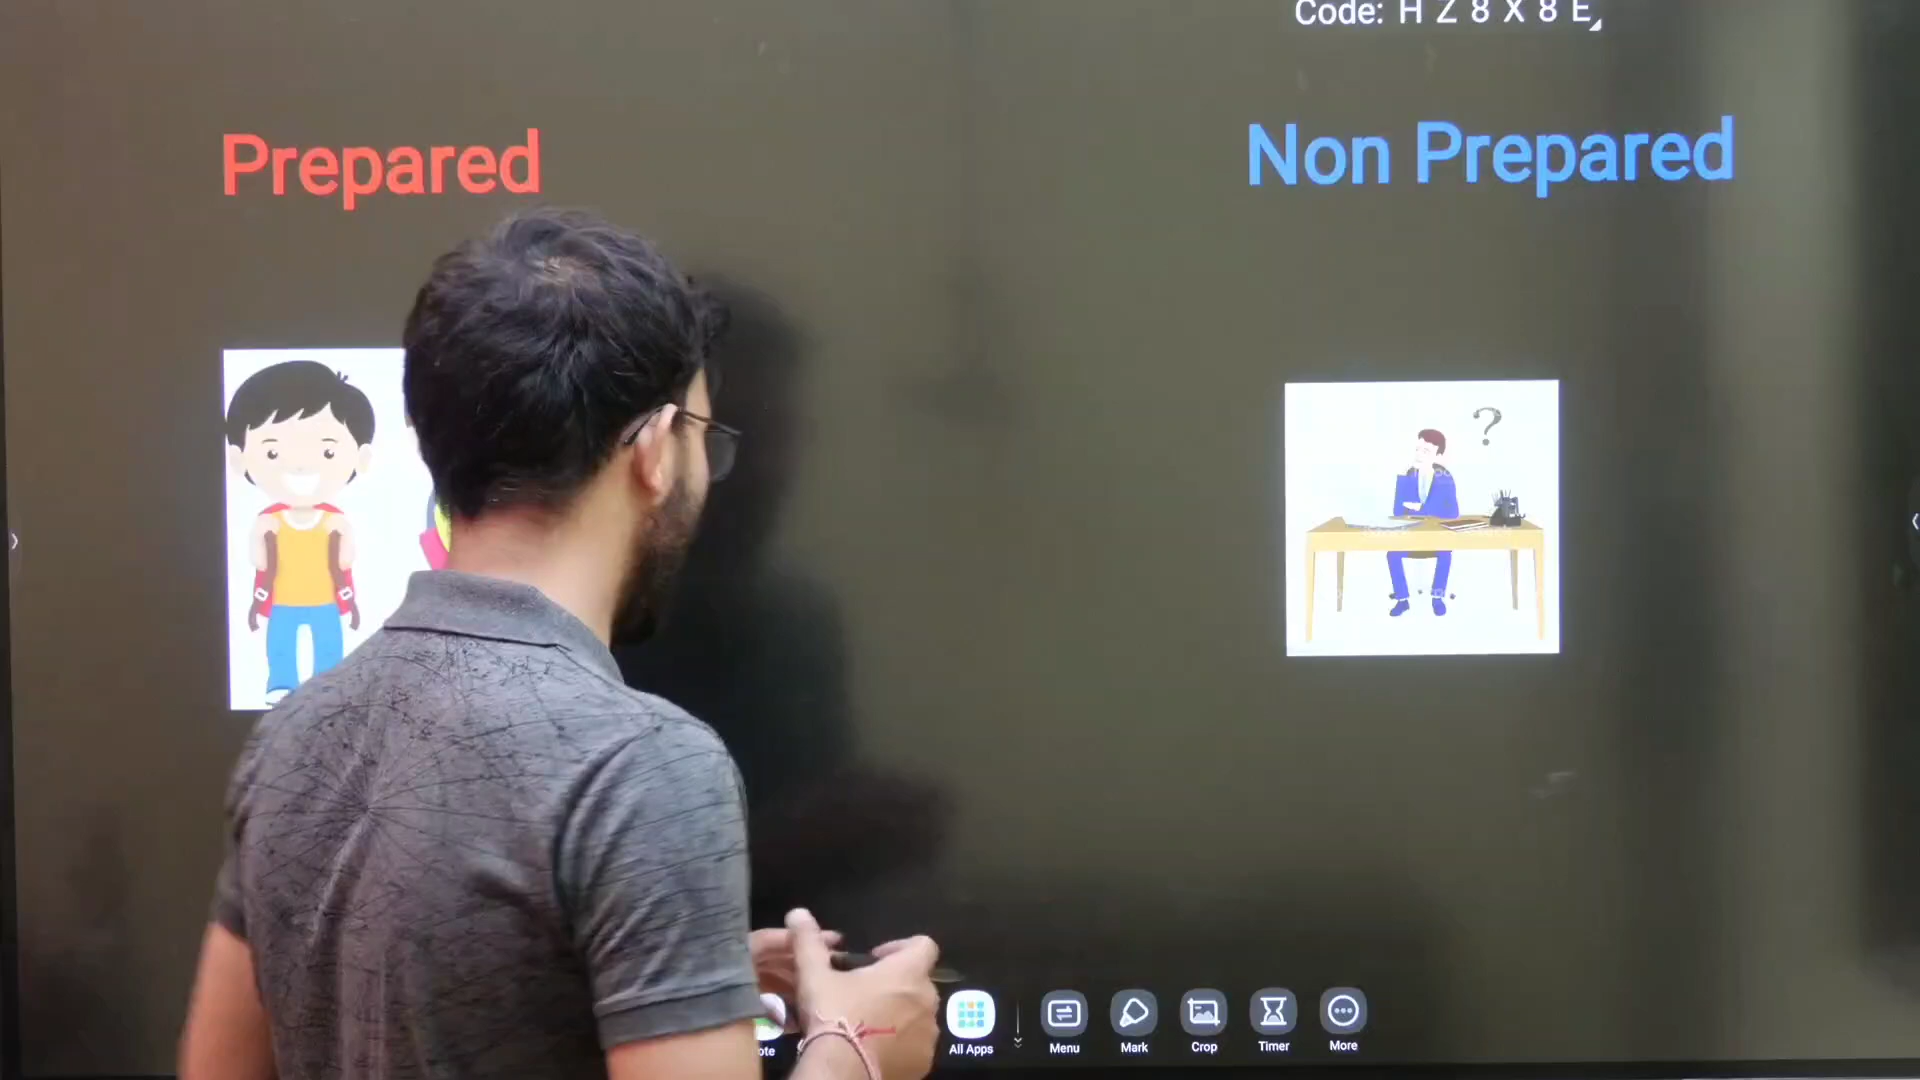 Code: H Z 8 X 8 E
Prepared
Non Prepared
?
All Apps
Menu
Mark
Crop
Timer
More